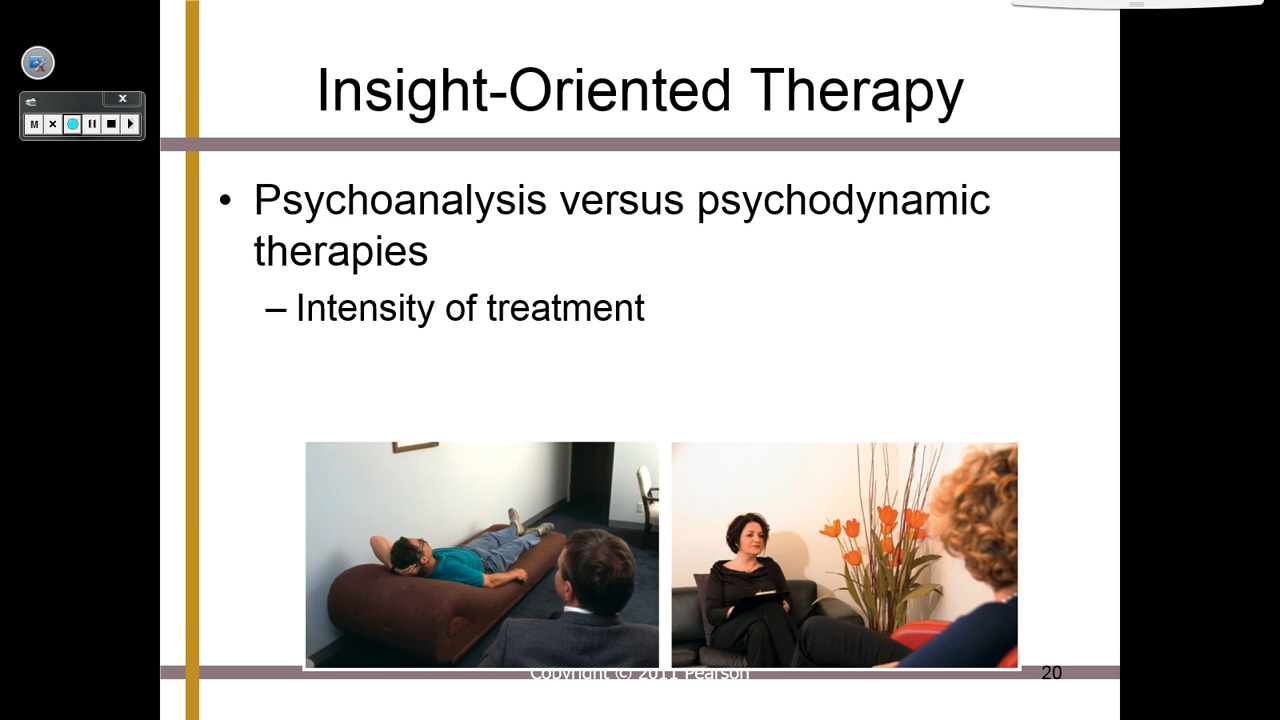 Insight-Oriented Therapy
M
• Psychoanalysis versus psychodynamic
therapies
– Intensity of treatment
Copyright © 2011 Pearson
20